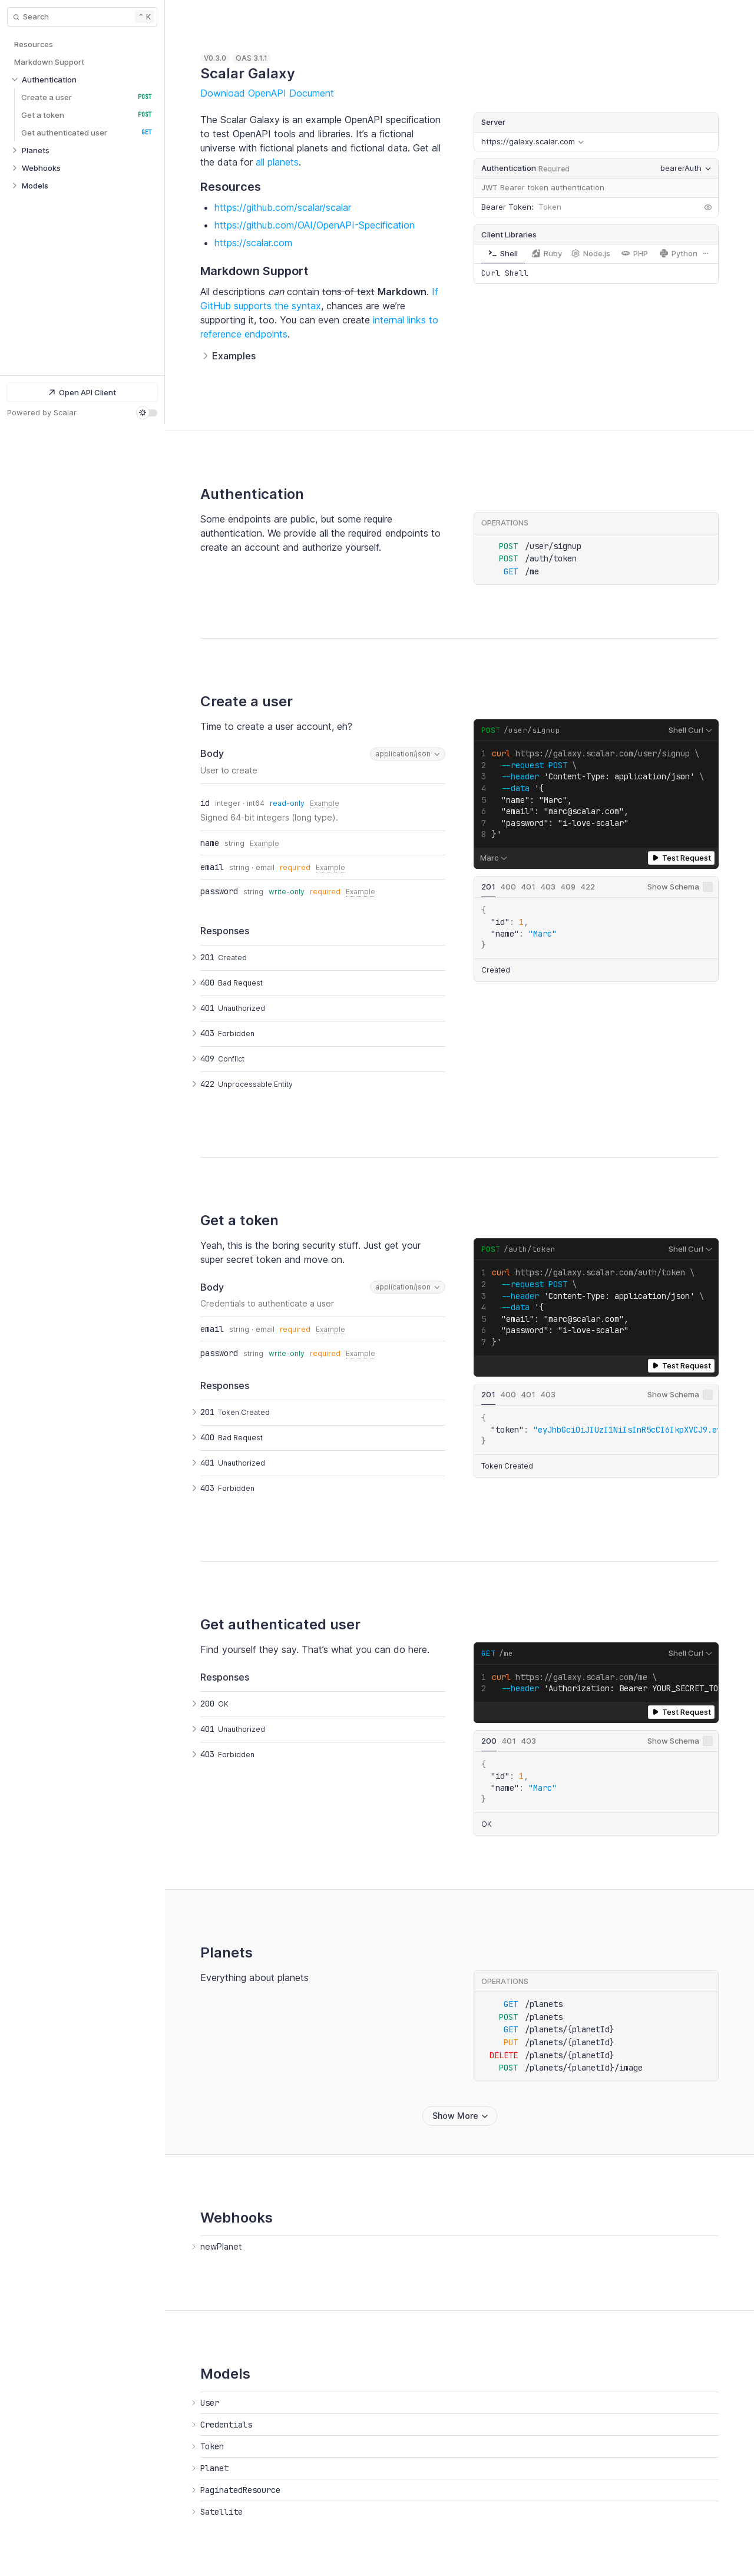 Search ⌃ K
Resources
Markdown Support
Authentication
Create a user POST
Get a token POST
Get authenticated user GET
Planets
Webhooks
Models
Open API Client
Powered by Scalar
V0.3.0 OAS 3.1.1
Scalar Galaxy
Download OpenAPI Document
The Scalar Galaxy is an example OpenAPI specification
to test OpenAPI tools and libraries. It's a fictional
universe with fictional planets and fictional data. Get all
the data for all planets.
Resources
https://github.com/scalar/scalar
https://github.com/OAI/OpenAPI-Specification
https://scalar.com
Markdown Support
All descriptions can contain tons of text Markdown. If
GitHub supports the syntax, chances are we're
supporting it, too. You can even create internal links to
reference endpoints.
Examples
Server
https://galaxy.scalar.com
Authentication Required bearerAuth
JWT Bearer token authentication
Bearer Token: Token
Client Libraries
Shell Ruby Node.js PHP Python ···
Curl Shell
Authentication
Some endpoints are public, but some require
authentication. We provide all the required endpoints to
create an account and authorize yourself.
OPERATIONS
POST /user/signup
POST /auth/token
GET /me
Create a user
Time to create a user account, eh?
Body application/json
User to create
id integer · int64 read-only Example
Signed 64-bit integers (long type).
name string Example
email string · email required Example
password string write-only required Example
Responses
201 Created
400 Bad Request
401 Unauthorized
403 Forbidden
409 Conflict
422 Unprocessable Entity
POST /user/signup Shell Curl
1 curl https://galaxy.scalar.com/user/signup \
2 --request POST \
3 --header 'Content-Type: application/json' \
4 --data '{
5 "name": "Marc",
6 "email": "marc@scalar.com",
7 "password": "i-love-scalar"
8 }'
Marc Test Request
201 400 401 403 409 422 Show Schema
{
"id": 1,
"name": "Marc"
}
Created
Get a token
Yeah, this is the boring security stuff. Just get your
super secret token and move on.
Body application/json
Credentials to authenticate a user
email string · email required Example
password string write-only required Example
Responses
201 Token Created
400 Bad Request
401 Unauthorized
403 Forbidden
POST /auth/token Shell Curl
1 curl https://galaxy.scalar.com/auth/token \
2 --request POST \
3 --header 'Content-Type: application/json' \
4 --data '{
5 "email": "marc@scalar.com",
6 "password": "i-love-scalar"
7 }'
Test Request
201 400 401 403 Show Schema
{
"token": "eyJhbGciOiJIUzI1NiIsInR5cCI6IkpXVCJ9.e
}
Token Created
Get authenticated user
Find yourself they say. That's what you can do here.
Responses
200 OK
401 Unauthorized
403 Forbidden
GET /me Shell Curl
1 curl https://galaxy.scalar.com/me \
2 --header 'Authorization: Bearer YOUR_SECRET_TO
Test Request
200 401 403 Show Schema
{
"id": 1,
"name": "Marc"
}
OK
Planets
Everything about planets
OPERATIONS
GET /planets
POST /planets
GET /planets/{planetId}
PUT /planets/{planetId}
DELETE /planets/{planetId}
POST /planets/{planetId}/image
Show More
Webhooks
newPlanet
Models
User
Credentials
Token
Planet
PaginatedResource
Satellite